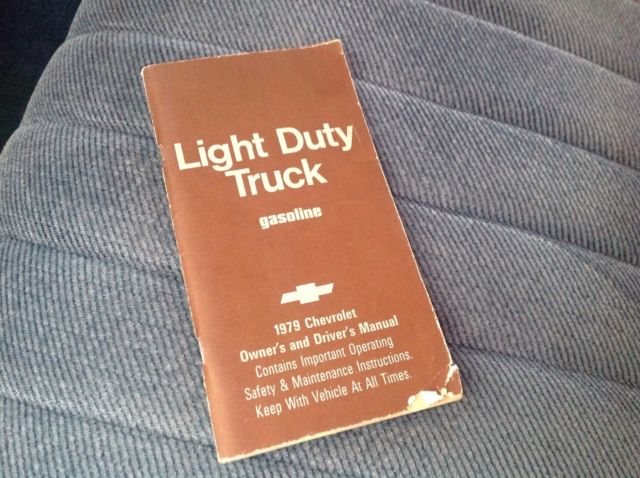 Light Duty
Truck
gasoline
1979 Chevrolet
Owner's and Driver's Manual
Contains Important Operating
Safety & Maintenance Instructions.
Keep With Vehicle At All Times.